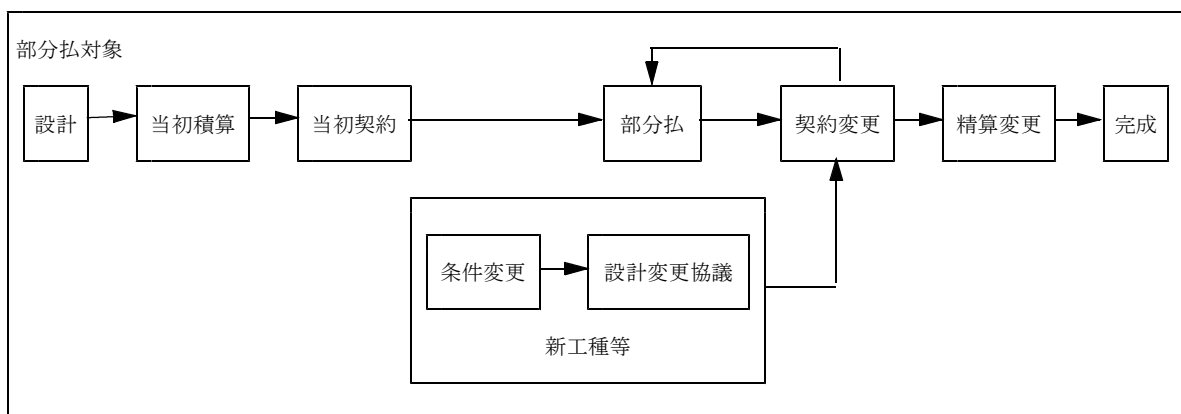 部分払対象
設計
当初積算
当初契約
部分払
契約変更
精算変更
完成
条件変更
設計変更協議
新工種等